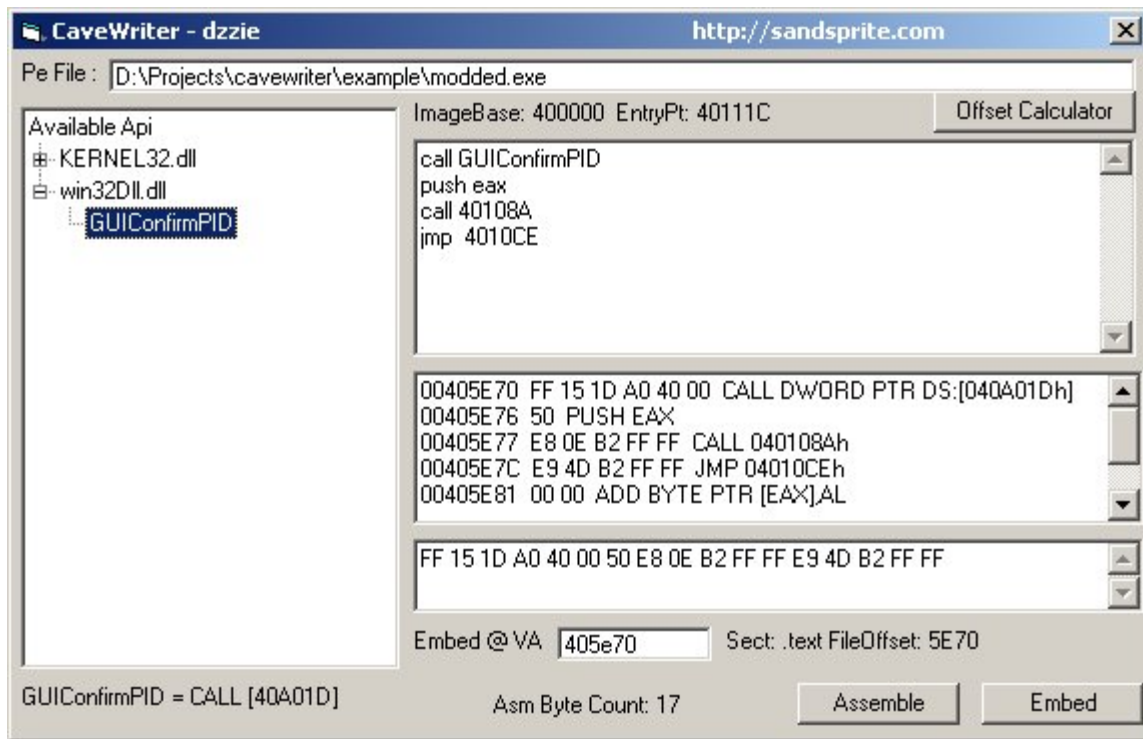 CaveWriter - dzzie http://sandsprite.com
Pe File : D:\Projects\cavewriter\example\modded.exe
Available Api
KERNEL32.dll
win32Dll.dll
GUIConfirmPID
ImageBase: 400000 EntryPt: 40111C Offset Calculator
call GUIConfirmPID
push eax
call 40108A
jmp 4010CE
00405E70 FF 15 1D A0 40 00 CALL DWORD PTR DS:[040A01Dh]
00405E76 50 PUSH EAX
00405E77 E8 0E B2 FF FF CALL 040108Ah
00405E7C E9 4D B2 FF FF JMP 04010CEh
00405E81 00 00 ADD BYTE PTR [EAX],AL
FF 15 1D A0 40 00 50 E8 0E B2 FF FF E9 4D B2 FF FF
Embed @ VA 405e70 Sect: .text FileOffset: 5E70
GUIConfirmPID = CALL [40A01D] Asm Byte Count: 17 Assemble Embed